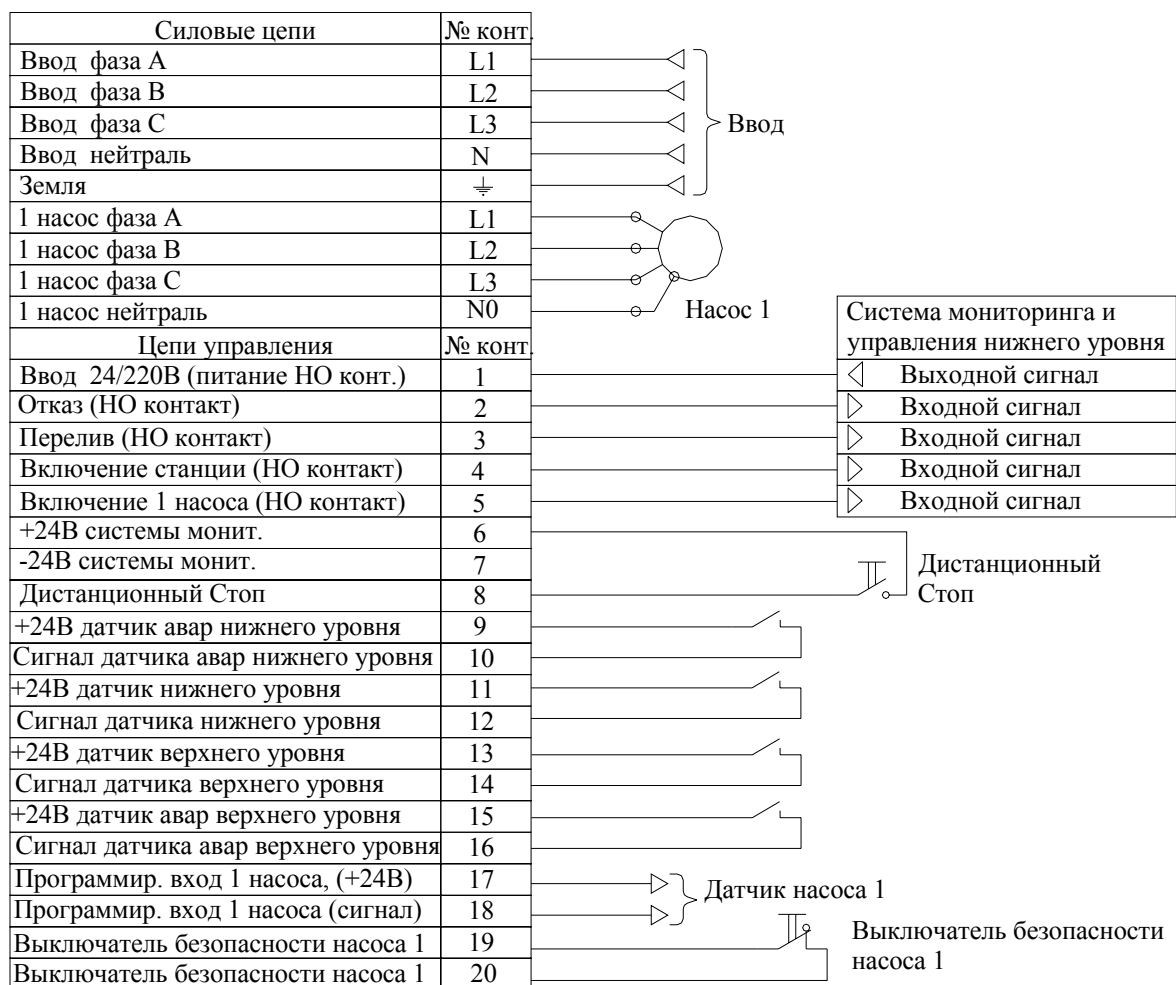 Силовые цепи № конт.
Ввод фаза А L1
Ввод фаза В L2
Ввод фаза С L3
Ввод
Ввод нейтраль N
Земля
1 насос фаза А L1
1 насос фаза В L2
1 насос фаза С L3
1 насос нейтраль N0
Насос 1
Система мониторинга и
управления нижнего уровня
Цепи управления № конт.
Ввод 24/220В (питание НО конт.) 1 Выходной сигнал
Отказ (НО контакт) 2 Входной сигнал
Перелив (НО контакт) 3 Входной сигнал
Включение станции (НО контакт) 4 Входной сигнал
Включение 1 насоса (НО контакт) 5 Входной сигнал
+24В системы монит. 6
-24В системы монит. 7
Дистанционный
Стоп
Дистанционный Стоп 8
+24В датчик авар нижнего уровня 9
Сигнал датчика авар нижнего уровня 10
+24В датчик нижнего уровня 11
Сигнал датчика нижнего уровня 12
+24В датчик верхнего уровня 13
Сигнал датчика верхнего уровня 14
+24В датчик авар верхнего уровня 15
Сигнал датчика авар верхнего уровня 16
Программир. вход 1 насоса, (+24В) 17
Датчик насоса 1
Программир. вход 1 насоса (сигнал) 18
Выключатель безопасности насоса 1 19
Выключатель безопасности
насоса 1
Выключатель безопасности насоса 1 20